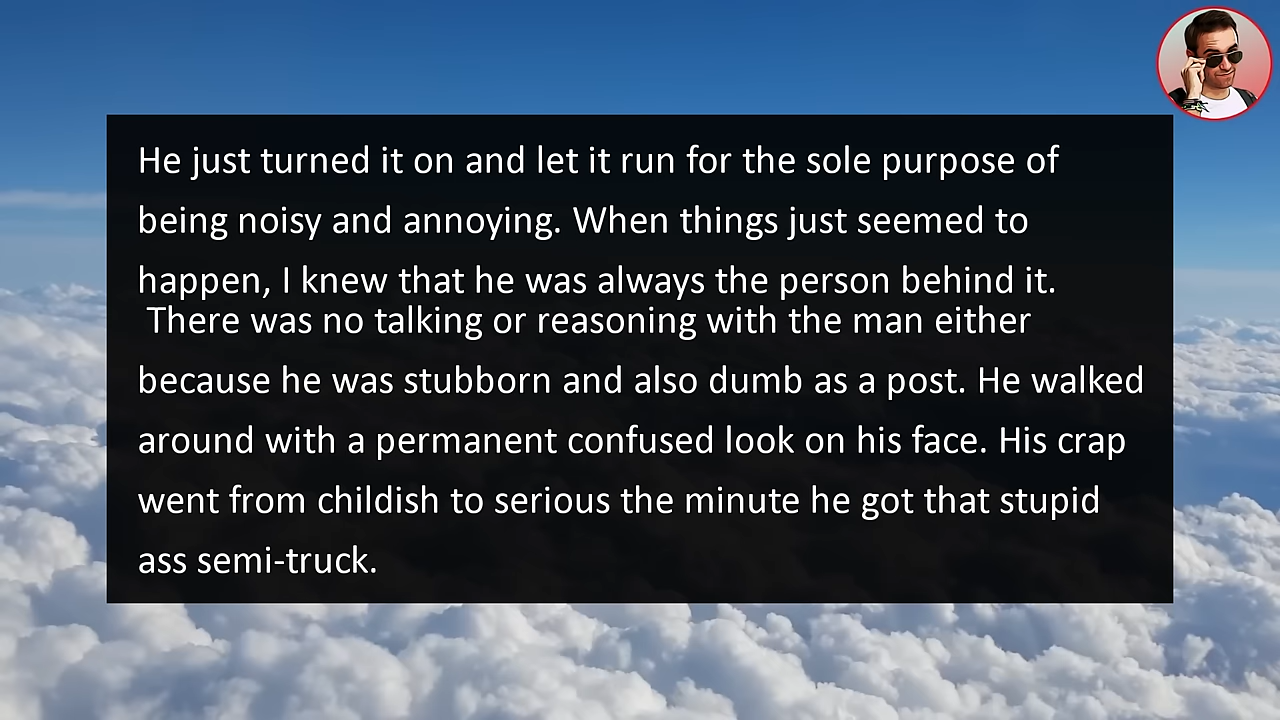 He just turned it on and let it run for the sole purpose of
being noisy and annoying. When things just seemed to
happen, I knew that he was always the person behind it.
There was no talking or reasoning with the man either
because he was stubborn and also dumb as a post. He walked
around with a permanent confused look on his face. His crap
went from childish to serious the minute he got that stupid
ass semi-truck.